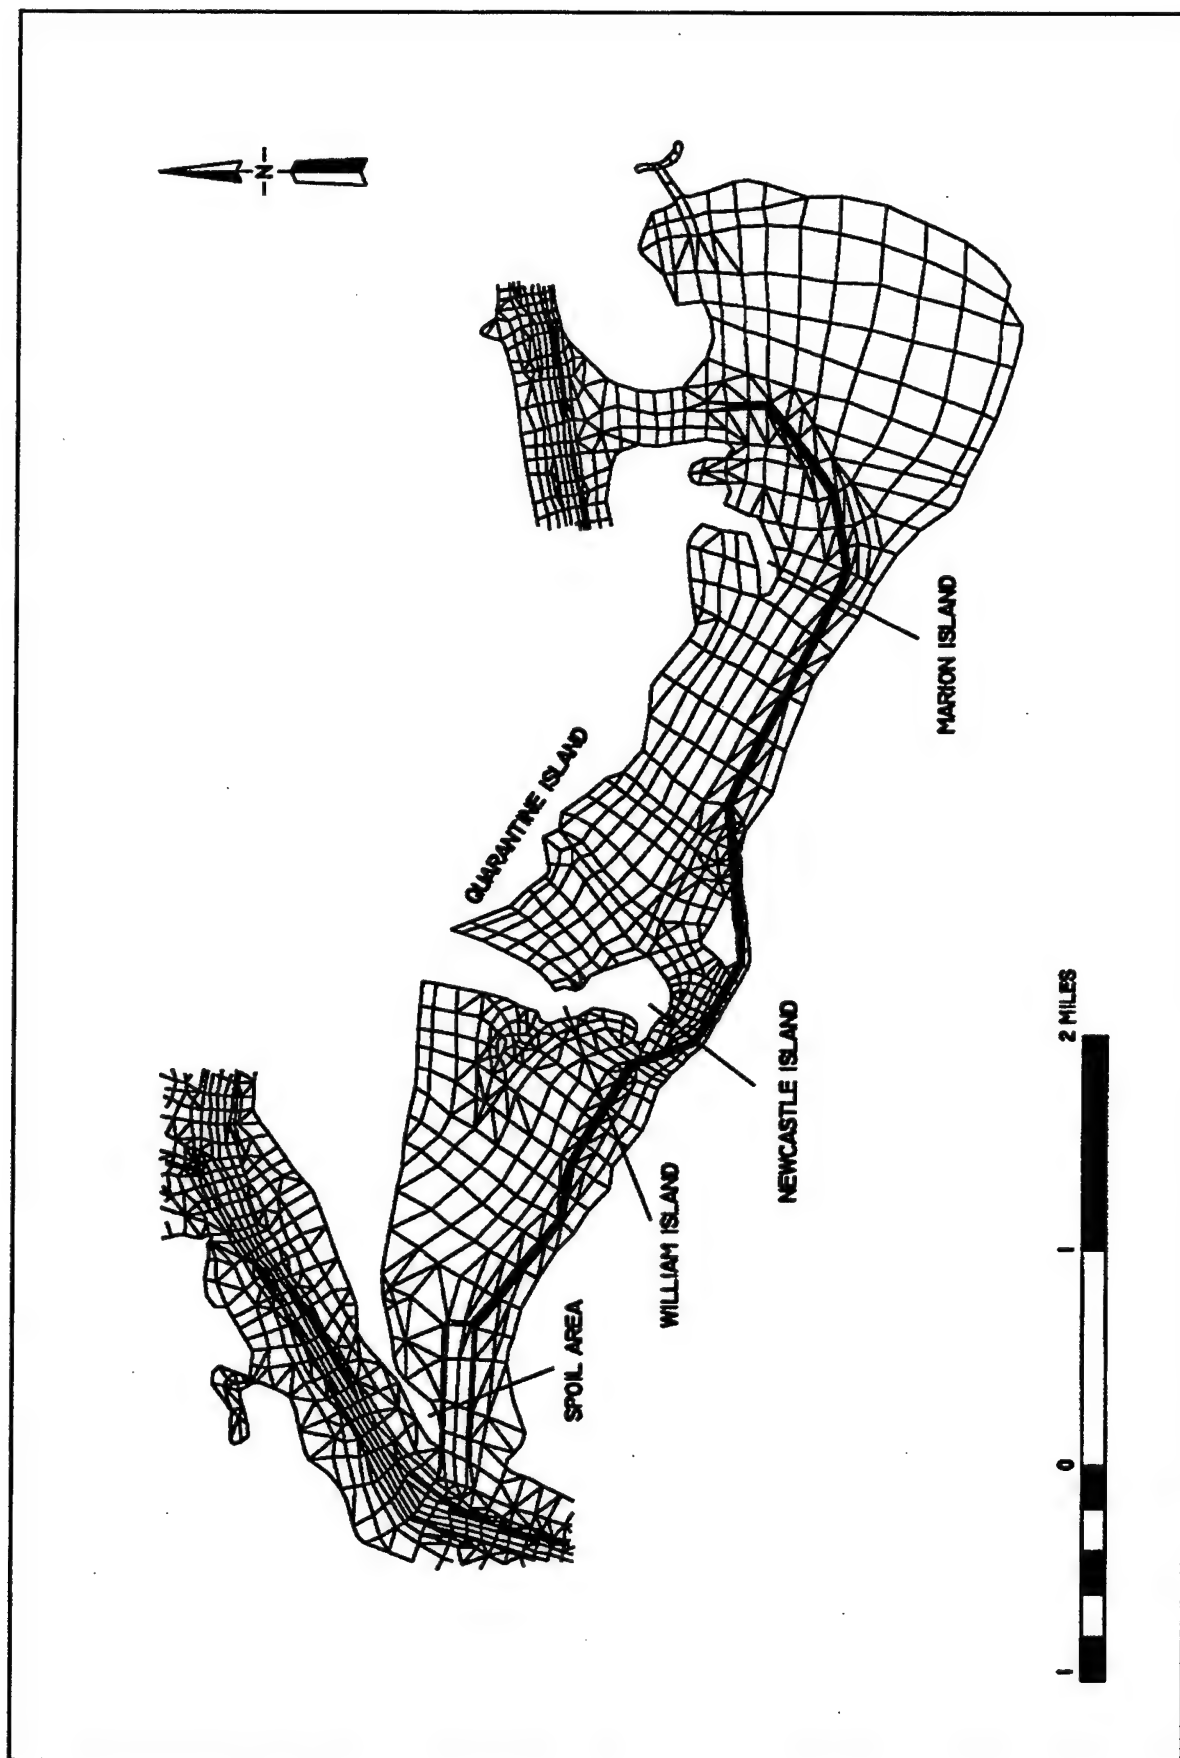 -N-
QUARANTINE ISLAND
MARION ISLAND
NEWCASTLE ISLAND
WILLIAM ISLAND
SPOIL AREA
1 0 1 2 MILES